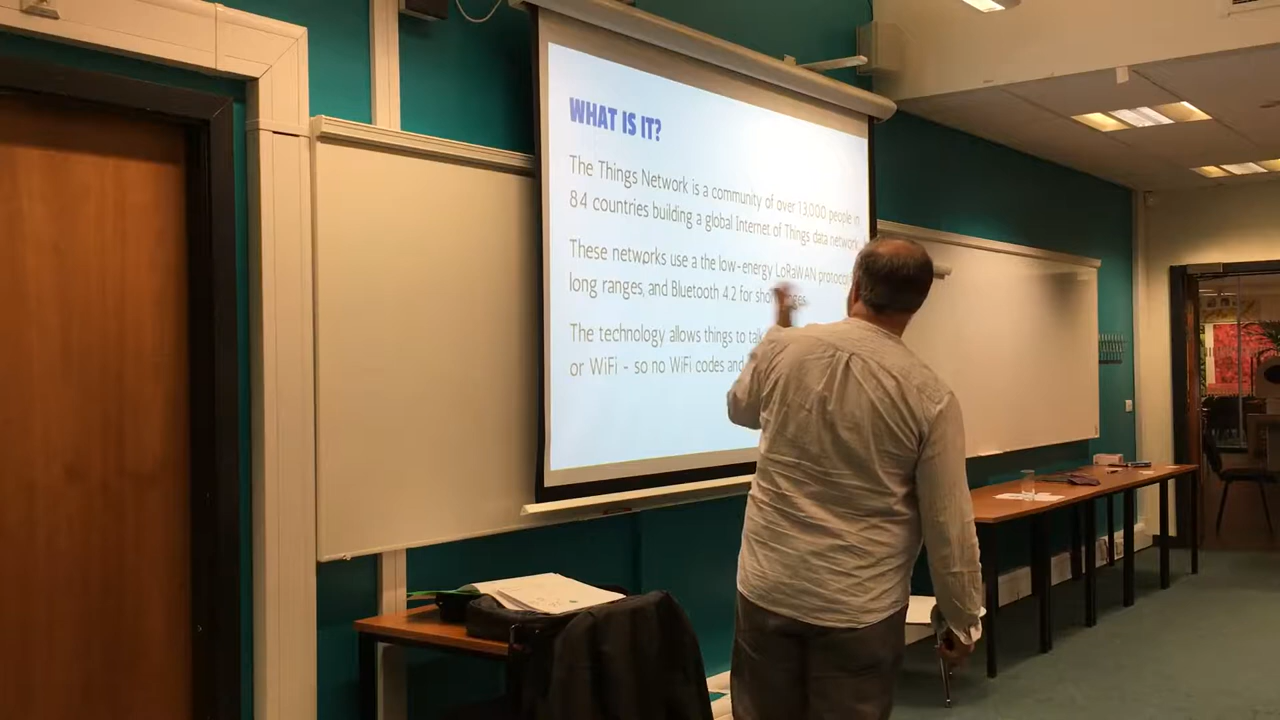 WHAT IS IT?
The Things Network is a community of over 13,000 people in
84 countries building a global Internet of Things data network.
These networks use a the low-energy LoRaWAN protocol
long ranges, and Bluetooth 4.2 for short ranges.
The technology allows things to talk
or WiFi - so no WiFi codes and